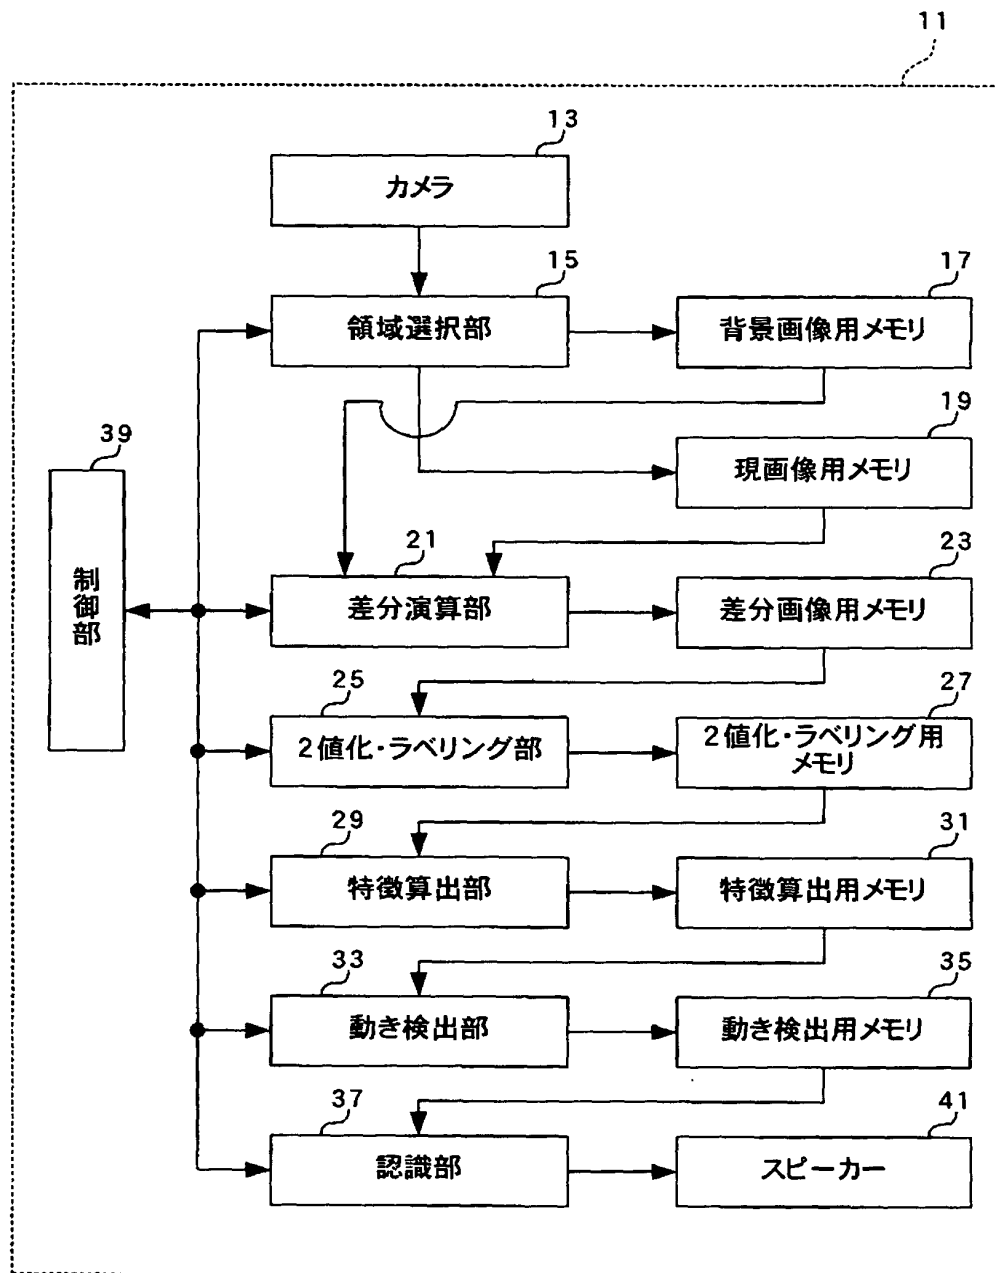 11
13
カメラ
15
領域選択部
17
背景画像用メモリ
19
現画像用メモリ
39
制御部
21
差分演算部
23
差分画像用メモリ
25
2値化・ラベリング部
27
2値化・ラベリング用
メモリ
29
特徴算出部
31
特徴算出用メモリ
33
動き検出部
35
動き検出用メモリ
37
認識部
41
スピーカー